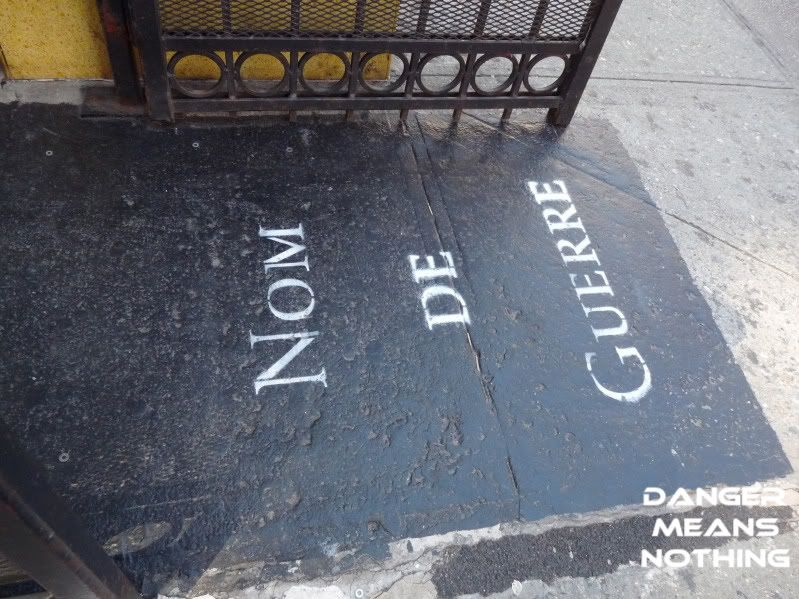 Nom
de
Guerre
DANGER
MEANS
NOTHING